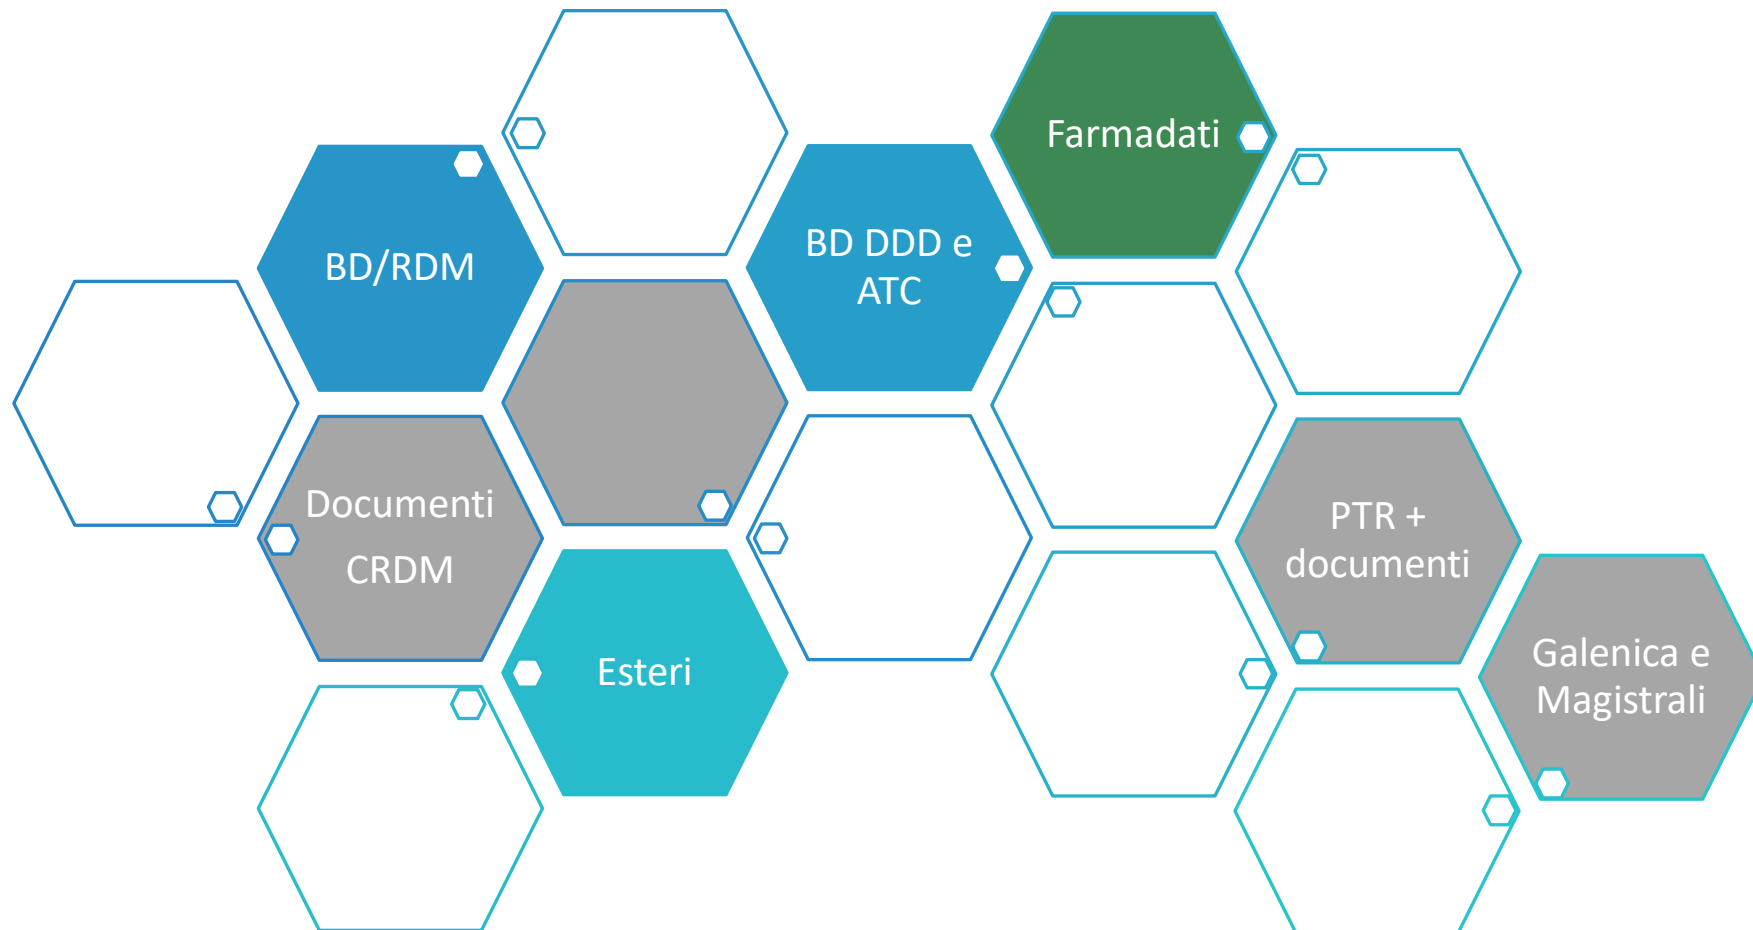 Farmadati
BD/RDM
BD DDD e
ATC
Documenti
CRDM
PTR +
documenti
Esteri
Galenica e
Magistrali